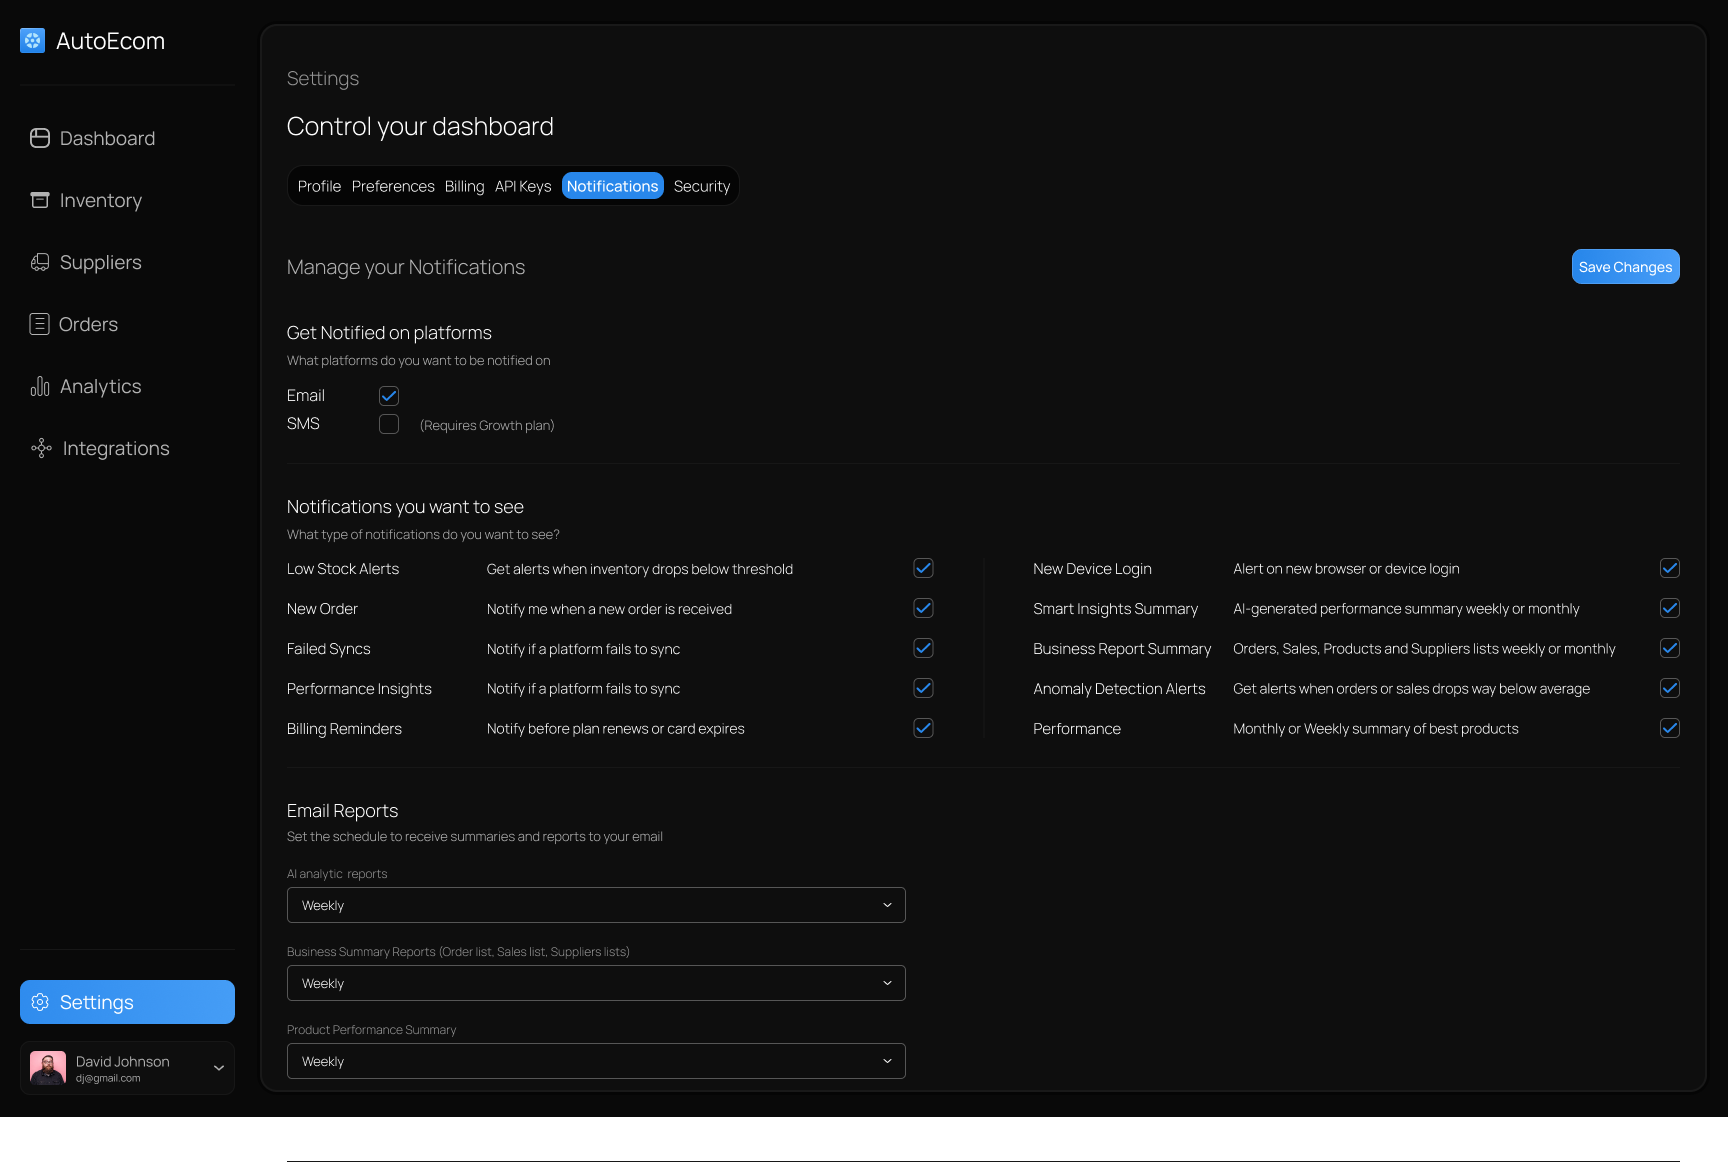 AutoEcom
Dashboard
Inventory
Suppliers
Orders
Analytics
Integrations
Settings
David Johnson
dj@gmail.com
Settings
Control your dashboard
Profile Preferences Billing API Keys Notifications Security
Manage your Notifications
Save Changes
Get Notified on platforms
What platforms do you want to be notified on
Email
SMS (Requires Growth plan)
Notifications you want to see
What type of notifications do you want to see?
Low Stock Alerts Get alerts when inventory drops below threshold
New Order Notify me when a new order is received
Failed Syncs Notify if a platform fails to sync
Performance Insights Notify if a platform fails to sync
Billing Reminders Notify before plan renews or card expires
New Device Login Alert on new browser or device login
Smart Insights Summary AI-generated performance summary weekly or monthly
Business Report Summary Orders, Sales, Products and Suppliers lists weekly or monthly
Anomaly Detection Alerts Get alerts when orders or sales drops way below average
Performance Monthly or Weekly summary of best products
Email Reports
Set the schedule to receive summaries and reports to your email
AI analytic reports
Weekly
Business Summary Reports (Order list, Sales list, Suppliers lists)
Weekly
Product Performance Summary
Weekly